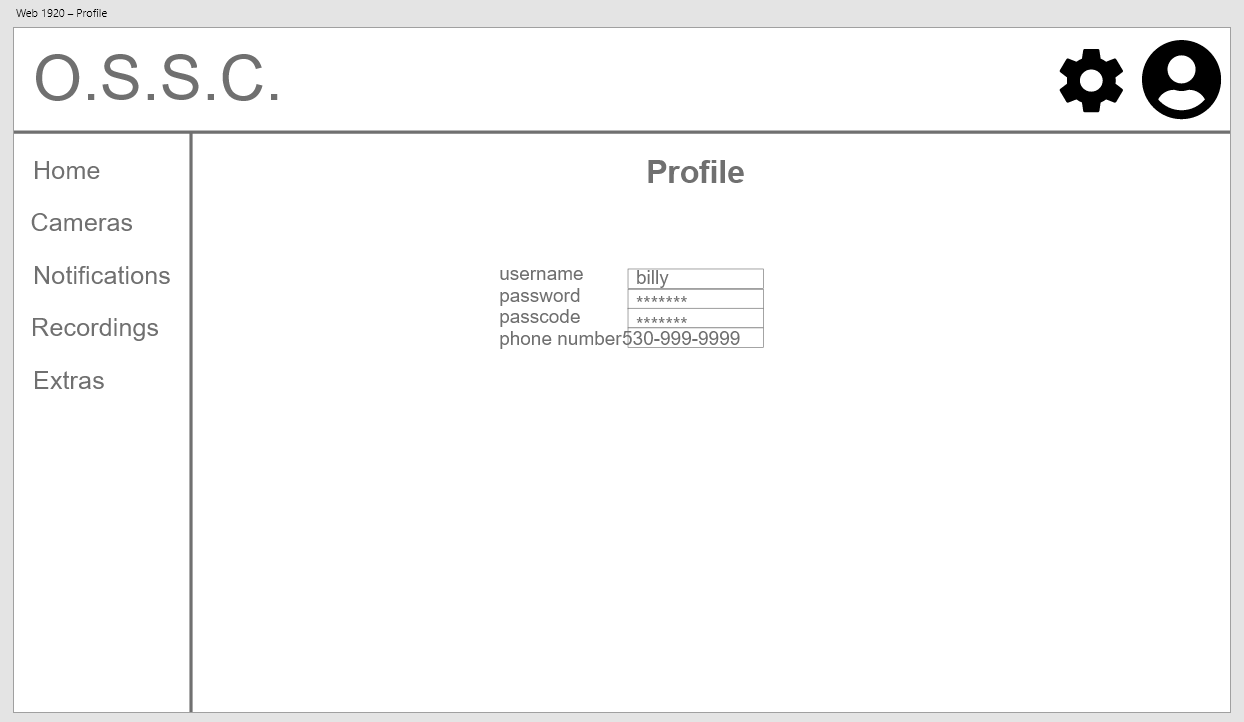 Web 1920 – Profile
O.S.S.C.
Home
Cameras
Notifications
Recordings
Extras
Profile
username billy
password *******
passcode *******
phone number 530-999-9999